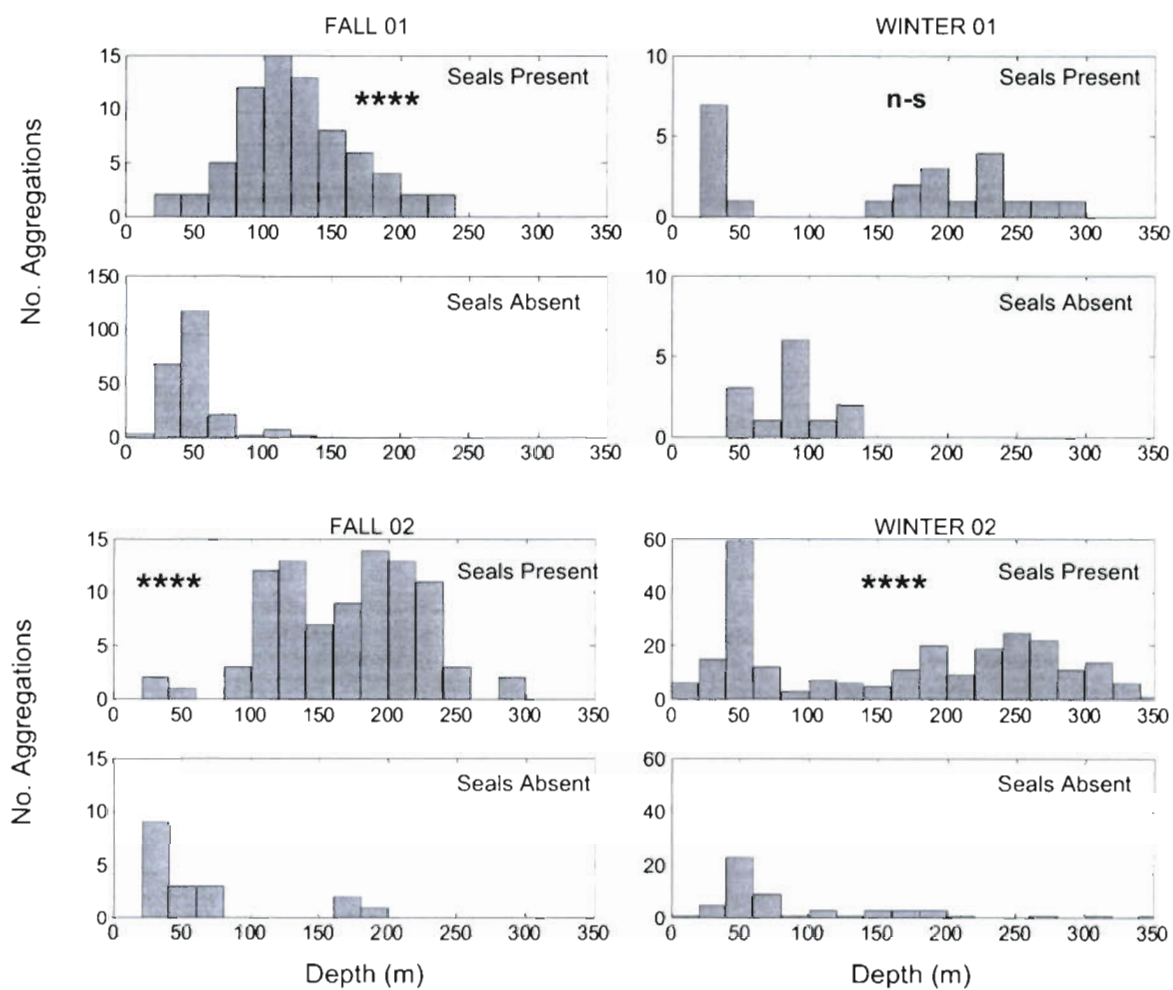 FALL 01
WINTER 01
No. Aggregations
15
10
5
0
Seals Present
****
0 50 100 150 200 250 300 350
10
5
0
Seals Present
n-s
0 50 100 150 200 250 300 350
150
100
50
0
Seals Absent
0 50 100 150 200 250 300 350
10
5
0
Seals Absent
0 50 100 150 200 250 300 350
FALL 02
WINTER 02
No. Aggregations
15
10
5
0
****
Seals Present
0 50 100 150 200 250 300 350
60
40
20
0
****
Seals Present
0 50 100 150 200 250 300 350
15
10
5
0
Seals Absent
0 50 100 150 200 250 300 350
Depth (m)
60
40
20
0
Seals Absent
0 50 100 150 200 250 300 350
Depth (m)